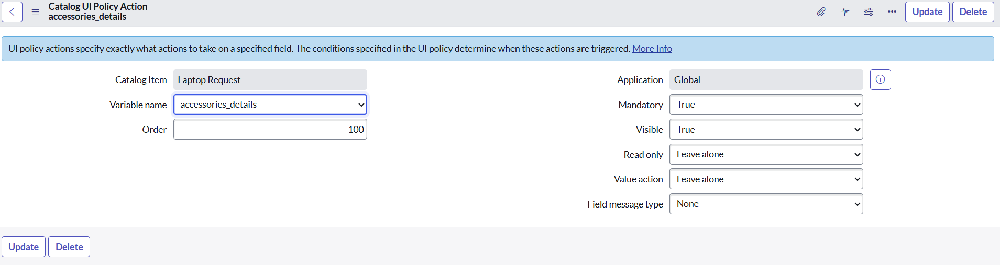 Catalog UI Policy Action
accessories_details
Update
Delete
UI policy actions specify exactly what actions to take on a specified field. The conditions specified in the UI policy determine when these actions are triggered. More Info
Catalog Item Laptop Request
Variable name accessories_details
Order 100
Application Global
Mandatory True
Visible True
Read only Leave alone
Value action Leave alone
Field message type None
Update
Delete